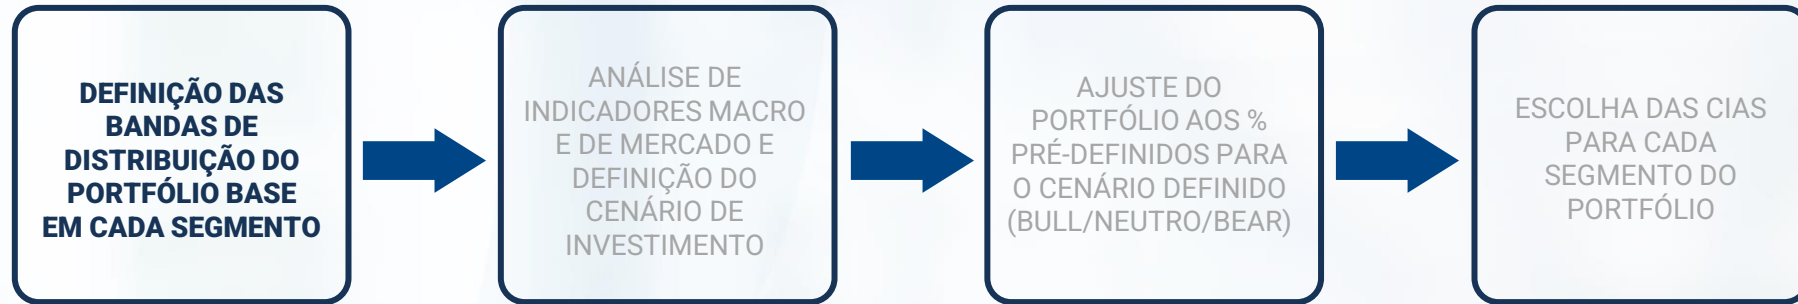 DEFINIÇÃO DAS
BANDAS DE
DISTRIBUIÇÃO DO
PORTFÓLIO BASE
EM CADA SEGMENTO
ANÁLISE DE
INDICADORES MACRO
E DE MERCADO E
DEFINIÇÃO DO
CENÁRIO DE
INVESTIMENTO
AJUSTE DO
PORTFÓLIO AOS %
PRÉ-DEFINIDOS PARA
O CENÁRIO DEFINIDO
(BULL/NEUTRO/BEAR)
ESCOLHA DAS CIAS
PARA CADA
SEGMENTO DO
PORTFÓLIO